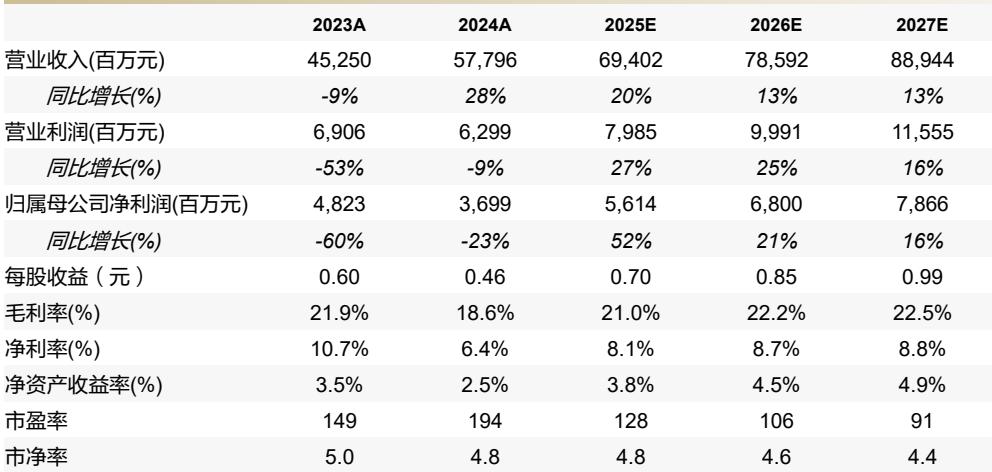 2023A 2024A 2025E 2026E 2027E
营业收入(百万元) 45,250 57,796 69,402 78,592 88,944
同比增长(%) -9% 28% 20% 13% 13%
营业利润(百万元) 6,906 6,299 7,985 9,991 11,555
同比增长(%) -53% -9% 27% 25% 16%
归属母公司净利润(百万元) 4,823 3,699 5,614 6,800 7,866
同比增长(%) -60% -23% 52% 21% 16%
每股收益（元） 0.60 0.46 0.70 0.85 0.99
毛利率(%) 21.9% 18.6% 21.0% 22.2% 22.5%
净利率(%) 10.7% 6.4% 8.1% 8.7% 8.8%
净资产收益率(%) 3.5% 2.5% 3.8% 4.5% 4.9%
市盈率 149 194 128 106 91
市净率 5.0 4.8 4.8 4.6 4.4